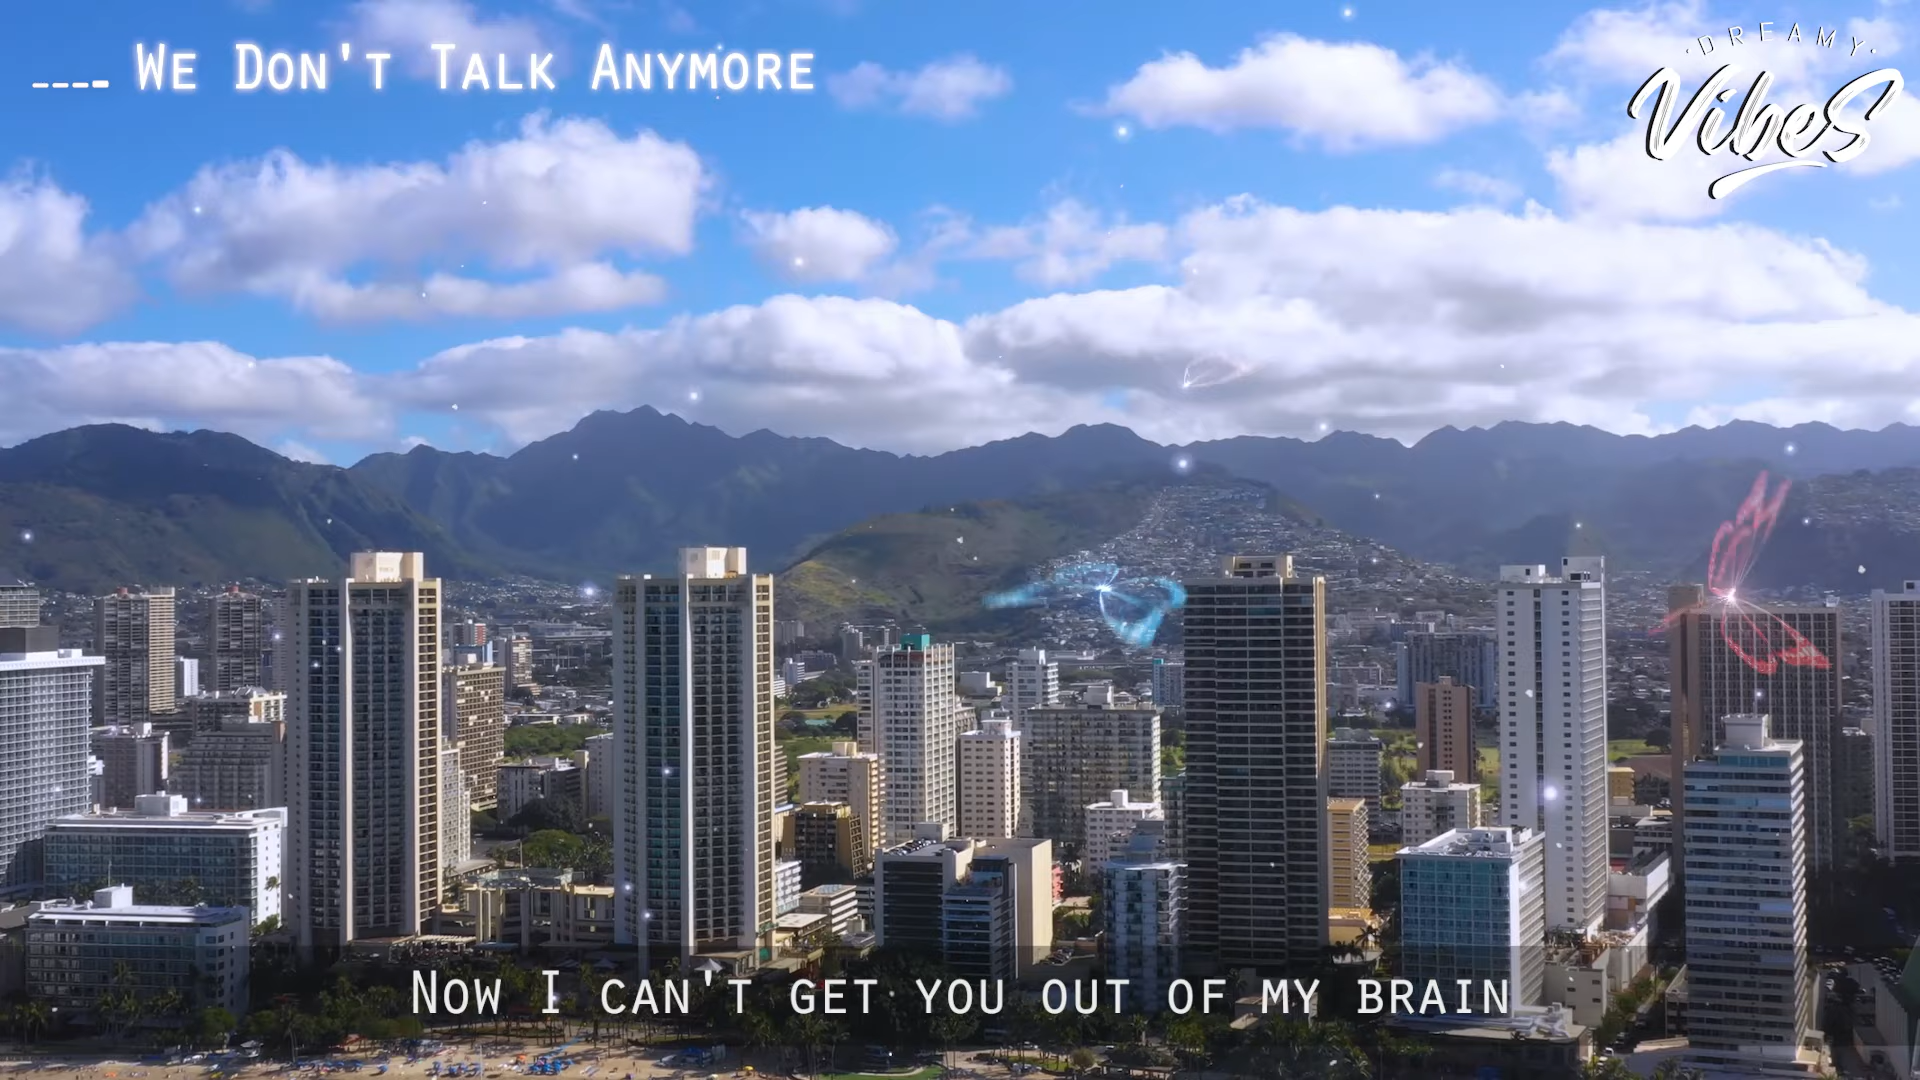 ---- We Don't Talk Anymore
· DREAMY ·
Vibes
Now I can't get you out of my brain